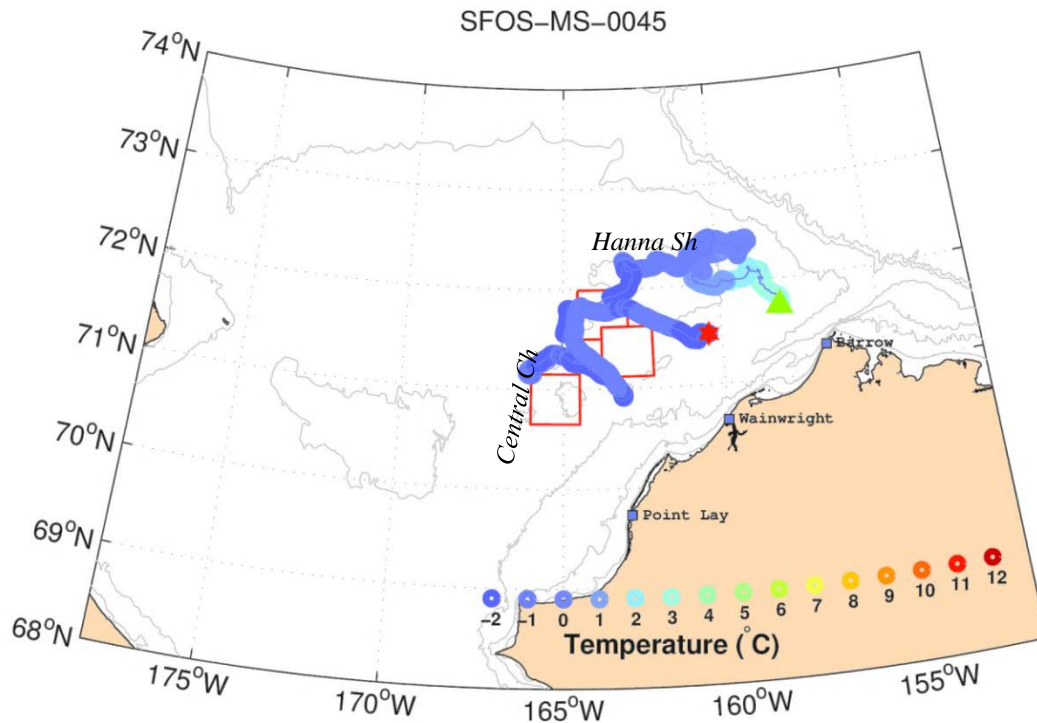 SFOS−MS−0045
74°N
73°N
72°N
71°N
70°N
69°N
68°N
Hanna Sh
Central Ch
Barrow
Wainwright
Point Lay
−2 −1 0 1 2 3 4 5 6 7 8 9 10 11 12
Temperature (°C)
175°W 170°W 165°W 160°W 155°W